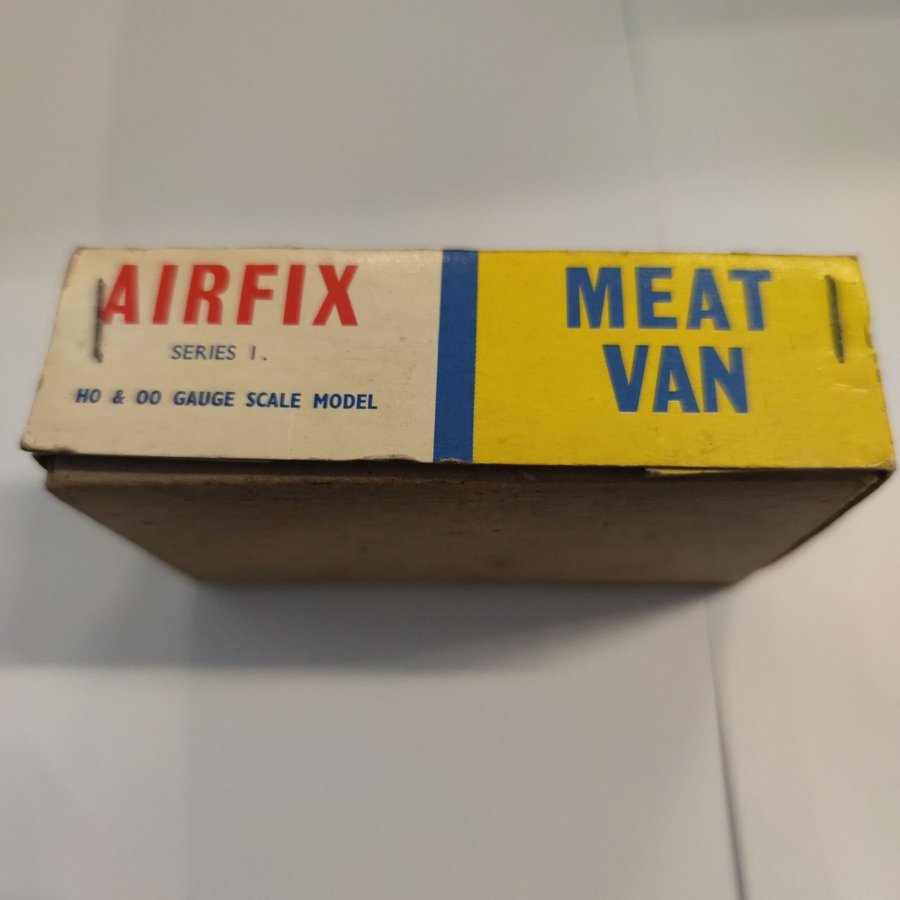 AIRFIX
SERIES 1.
HO & OO GAUGE SCALE MODEL
MEAT
VAN